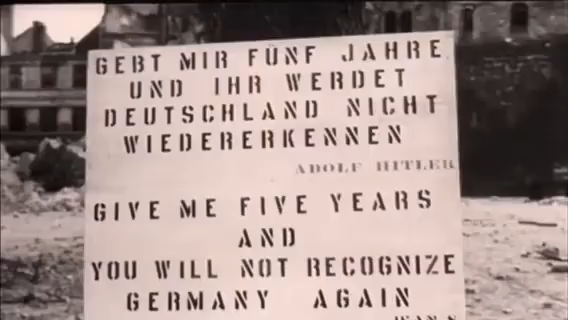 GEBT MIR FÜNF JAHRE
UND IHR WERDET
DEUTSCHLAND NICHT
WIEDERERKENNEN
ADOLF HITLER
GIVE ME FIVE YEARS
AND
YOU WILL NOT RECOGNIZE
GERMANY AGAIN